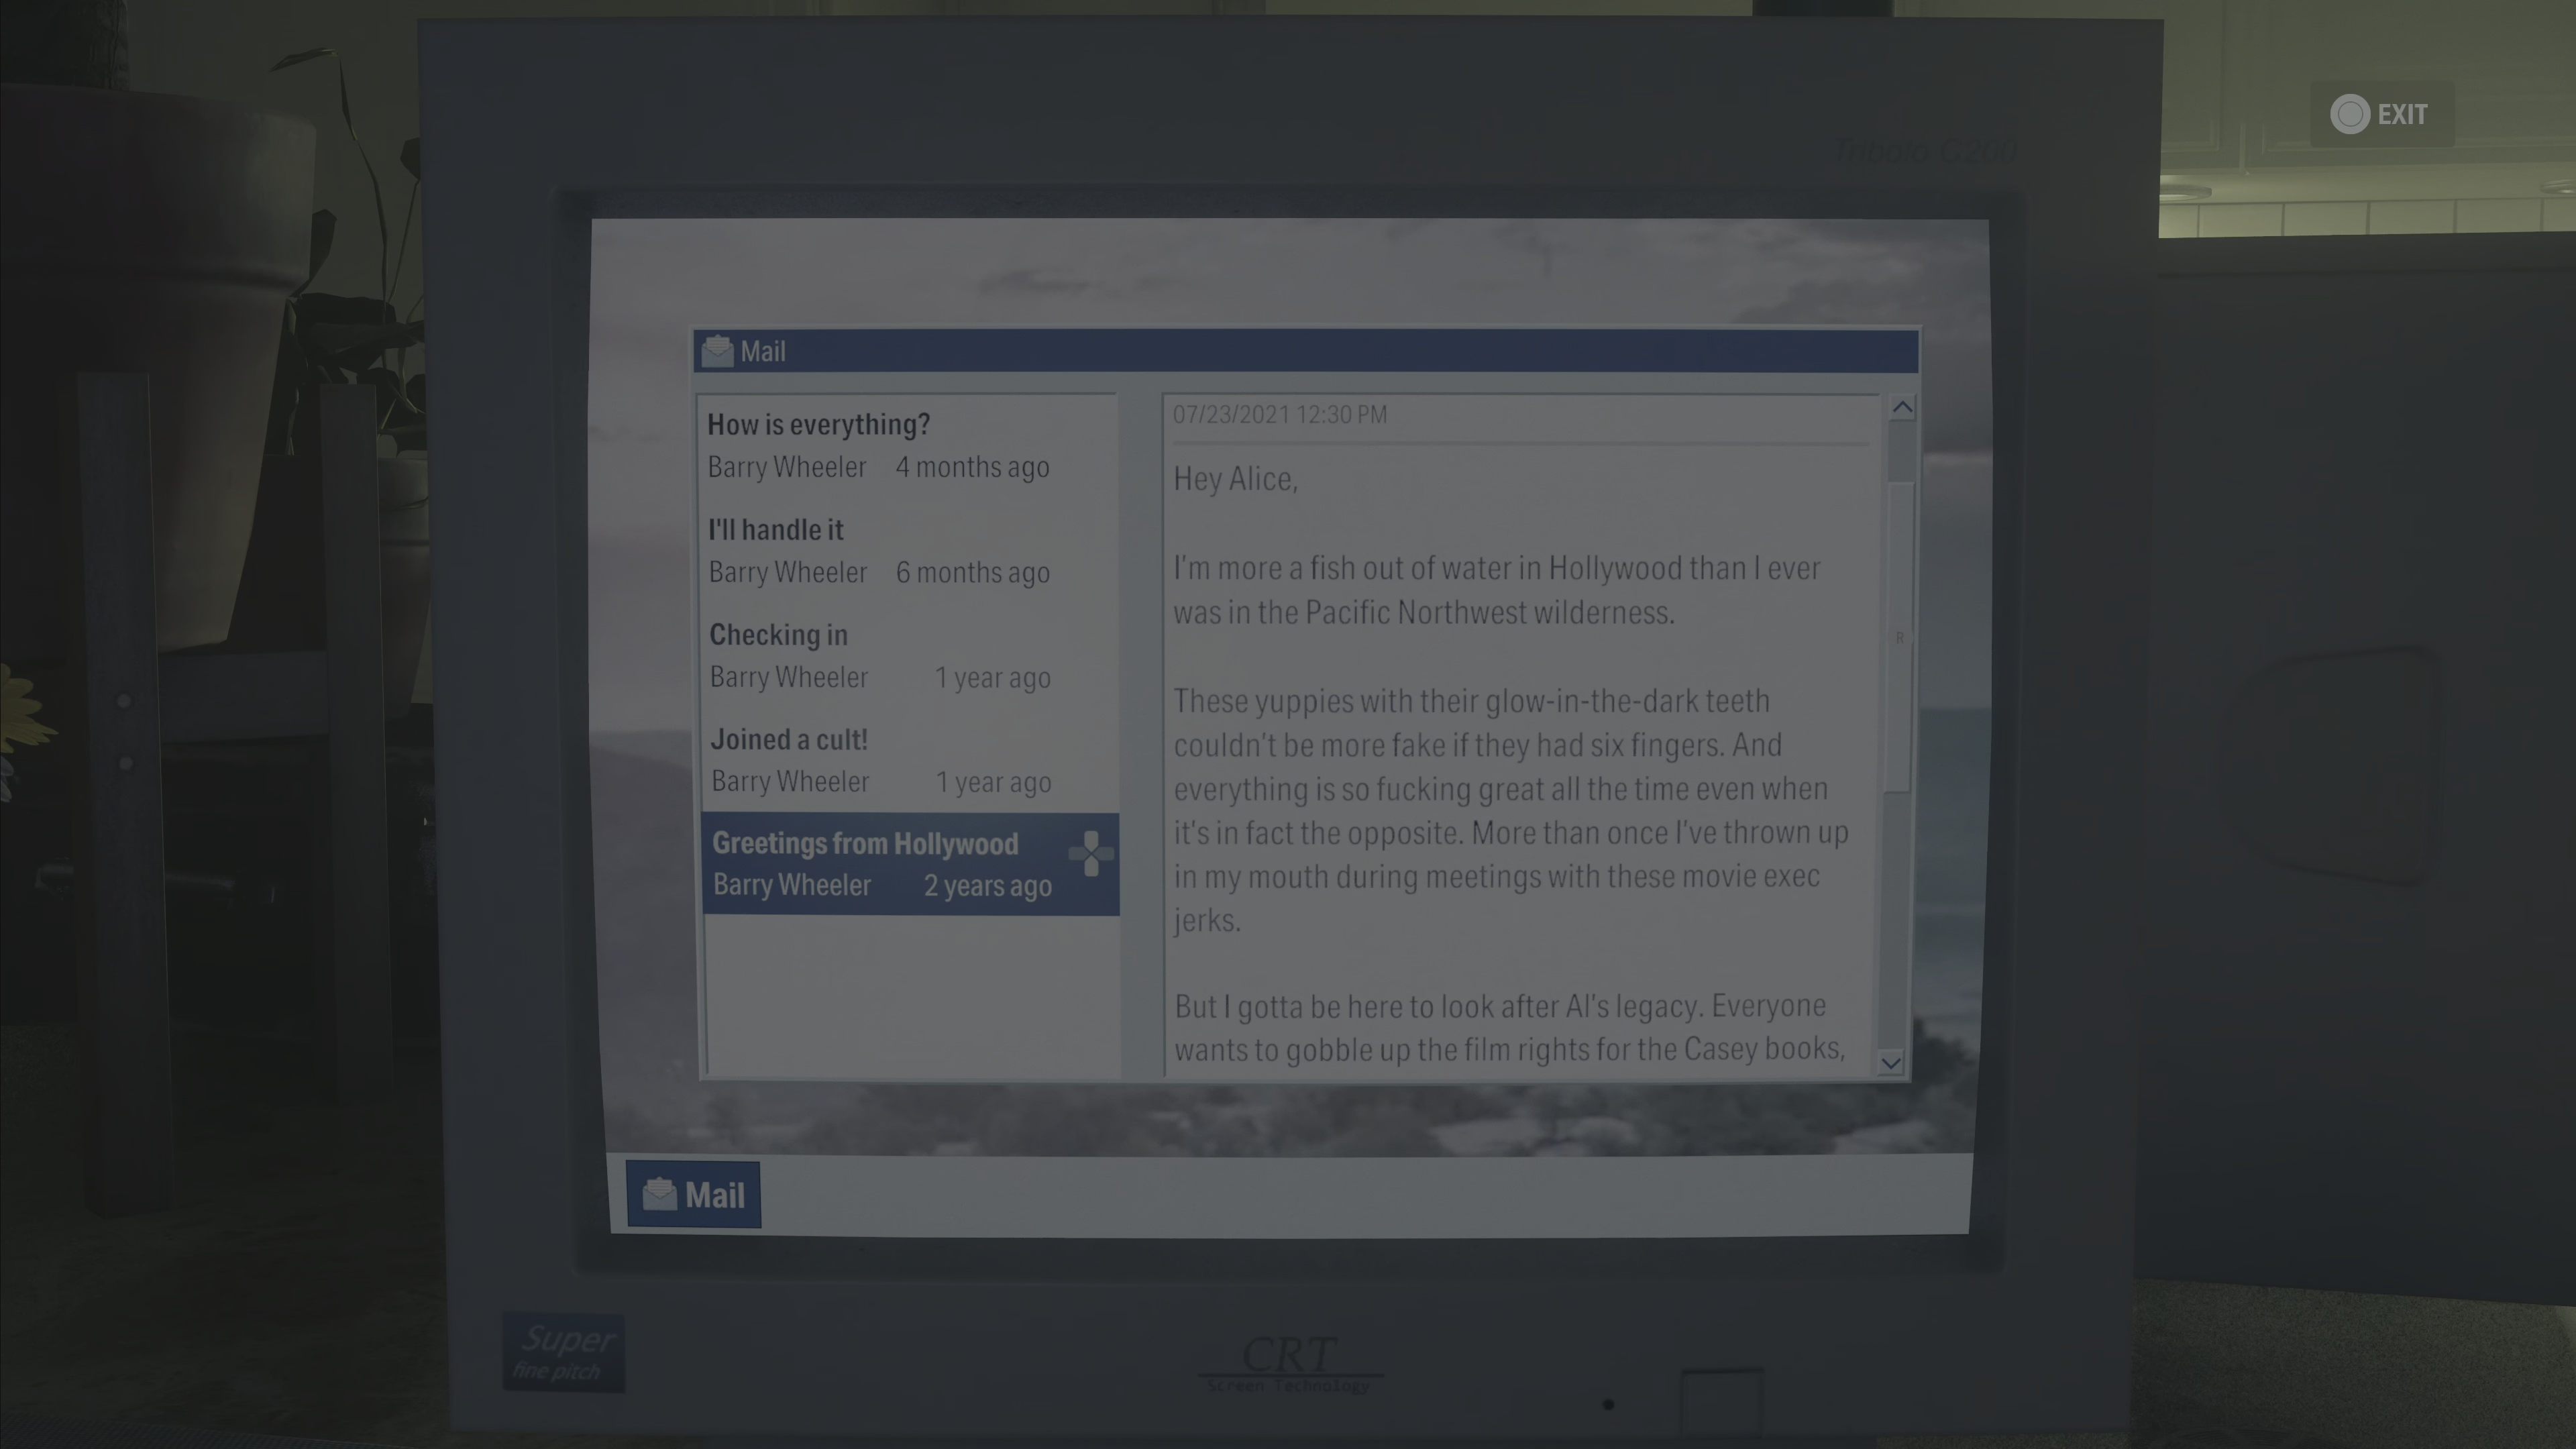 EXIT
Tribolo G200
Mail
How is everything?
Barry Wheeler 4 months ago
I'll handle it
Barry Wheeler 6 months ago
Checking in
Barry Wheeler 1 year ago
Joined a cult!
Barry Wheeler 1 year ago
Greetings from Hollywood
Barry Wheeler 2 years ago
07/23/2021 12:30 PM
Hey Alice,
I'm more a fish out of water in Hollywood than I ever
was in the Pacific Northwest wilderness.
These yuppies with their glow-in-the-dark teeth
couldn't be more fake if they had six fingers. And
everything is so fucking great all the time even when
it's in fact the opposite. More than once I've thrown up
in my mouth during meetings with these movie exec
jerks.
But I gotta be here to look after Al's legacy. Everyone
wants to gobble up the film rights for the Casey books,
R
Mail
Super
fine pitch
CRT
Screen Technology